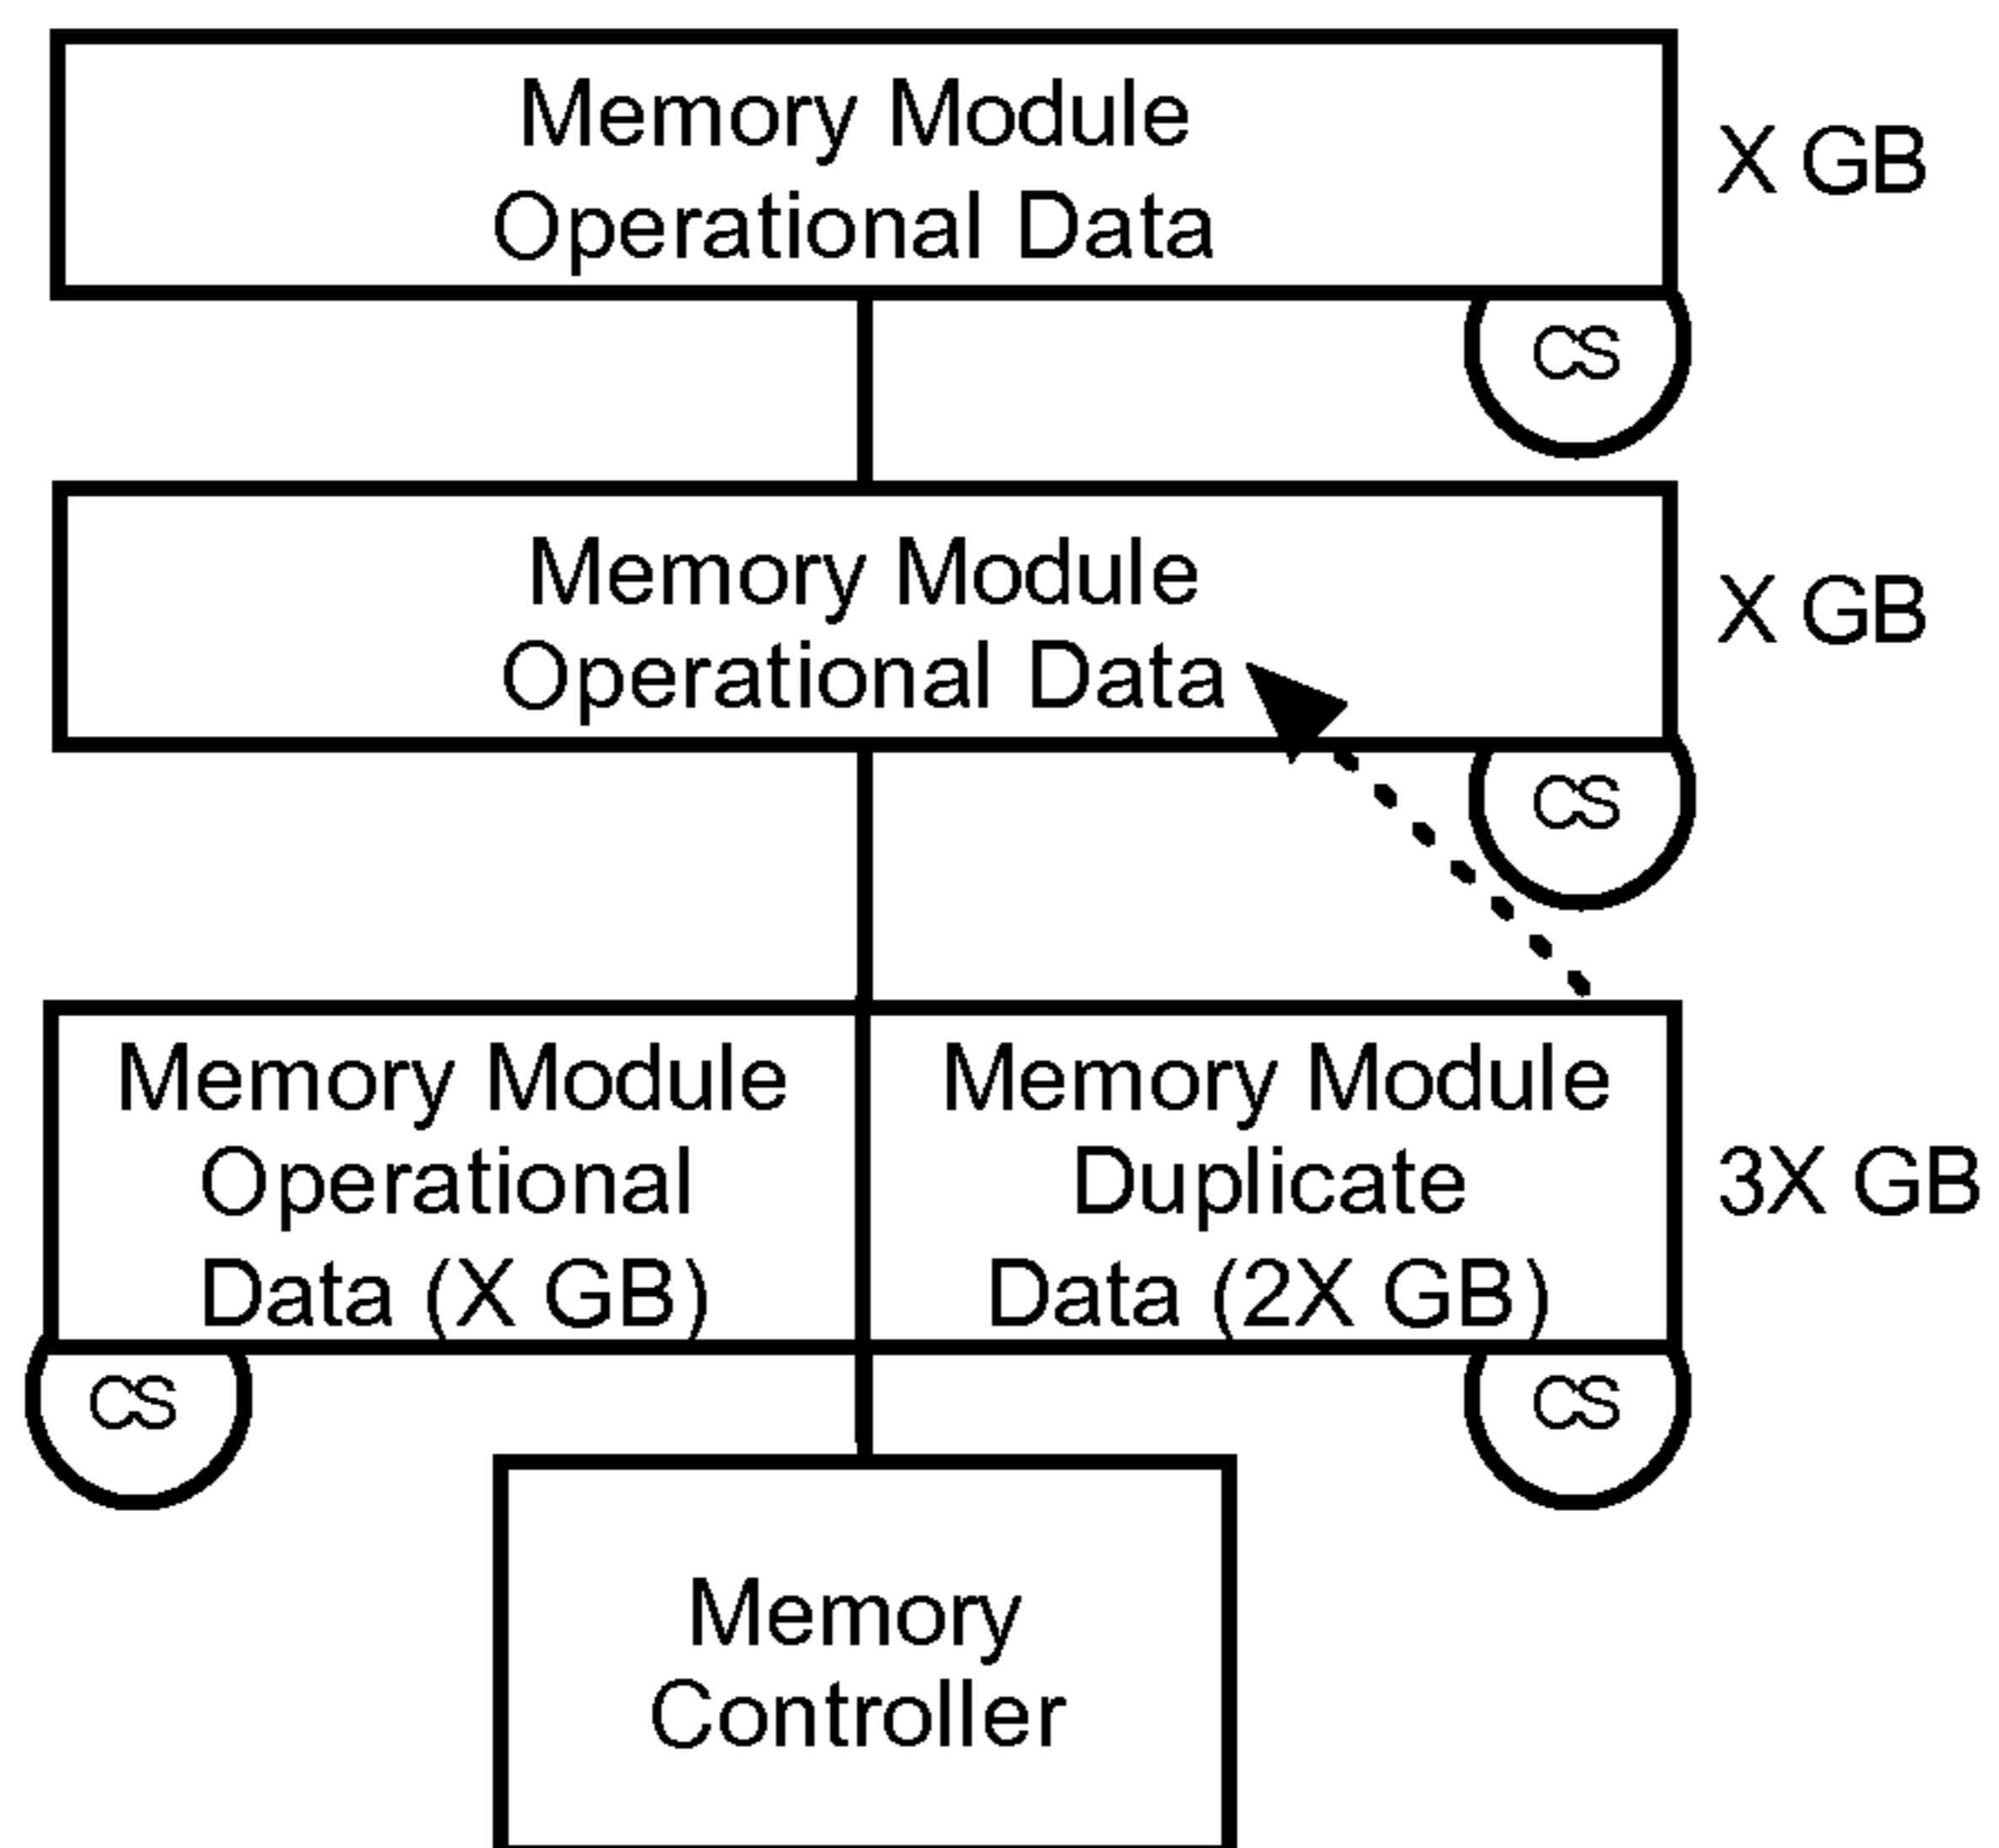 Memory Module
Operational Data
X GB
CS
Memory Module
Operational Data
X GB
CS
Memory Module
Operational
Data (X GB)
Memory Module
Duplicate
Data (2X GB)
3X GB
CS
CS
Memory
Controller